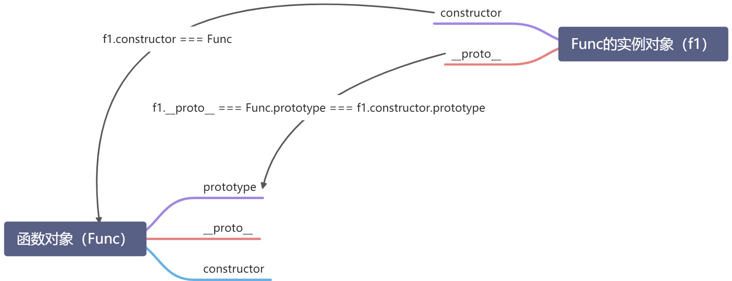 constructor
f1.constructor === Func
Func的实例对象（f1）
__proto__
f1.__proto__ === Func.prototype === f1.constructor.prototype
prototype
__proto__
函数对象（Func）
constructor